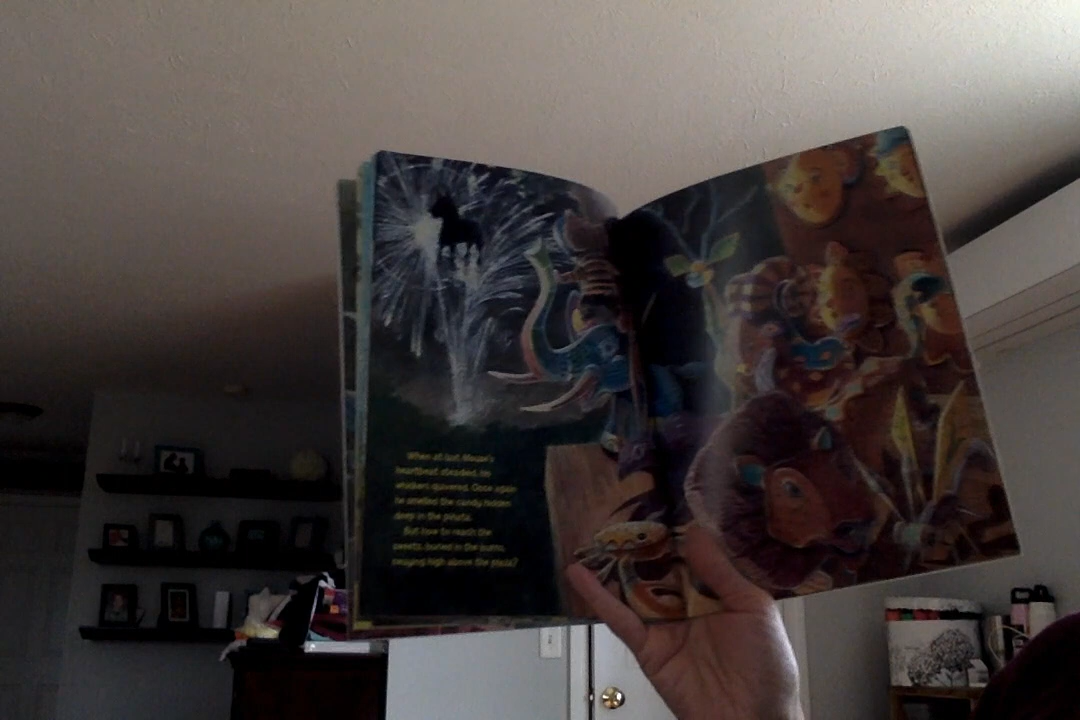 When at last Mouse's
heartbeat steadied, his
whiskers quivered. Once again
he smelled the candy hidden
deep in the piñata.
But how to reach the
sweets, buried in the puma,
swaying high above the plaza?